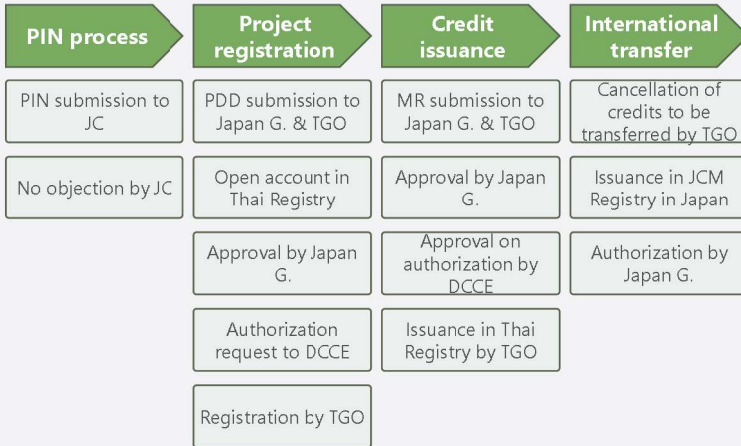 PIN process
Project
registration
Credit
issuance
International
transfer
PIN submission to
JC
No objection by JC
PDD submission to
Japan G. & TGO
Open account in
Thai Registry
Approval by Japan
G.
Authorization
request to DCCE
Registration by TGO
MR submission to
Japan G. & TGO
Approval by Japan
G.
Approval on
authorization by
DCCE
Issuance in Thai
Registry by TGO
Cancellation of
credits to be
transferred by TGO
Issuance in JCM
Registry in Japan
Authorization by
Japan G.